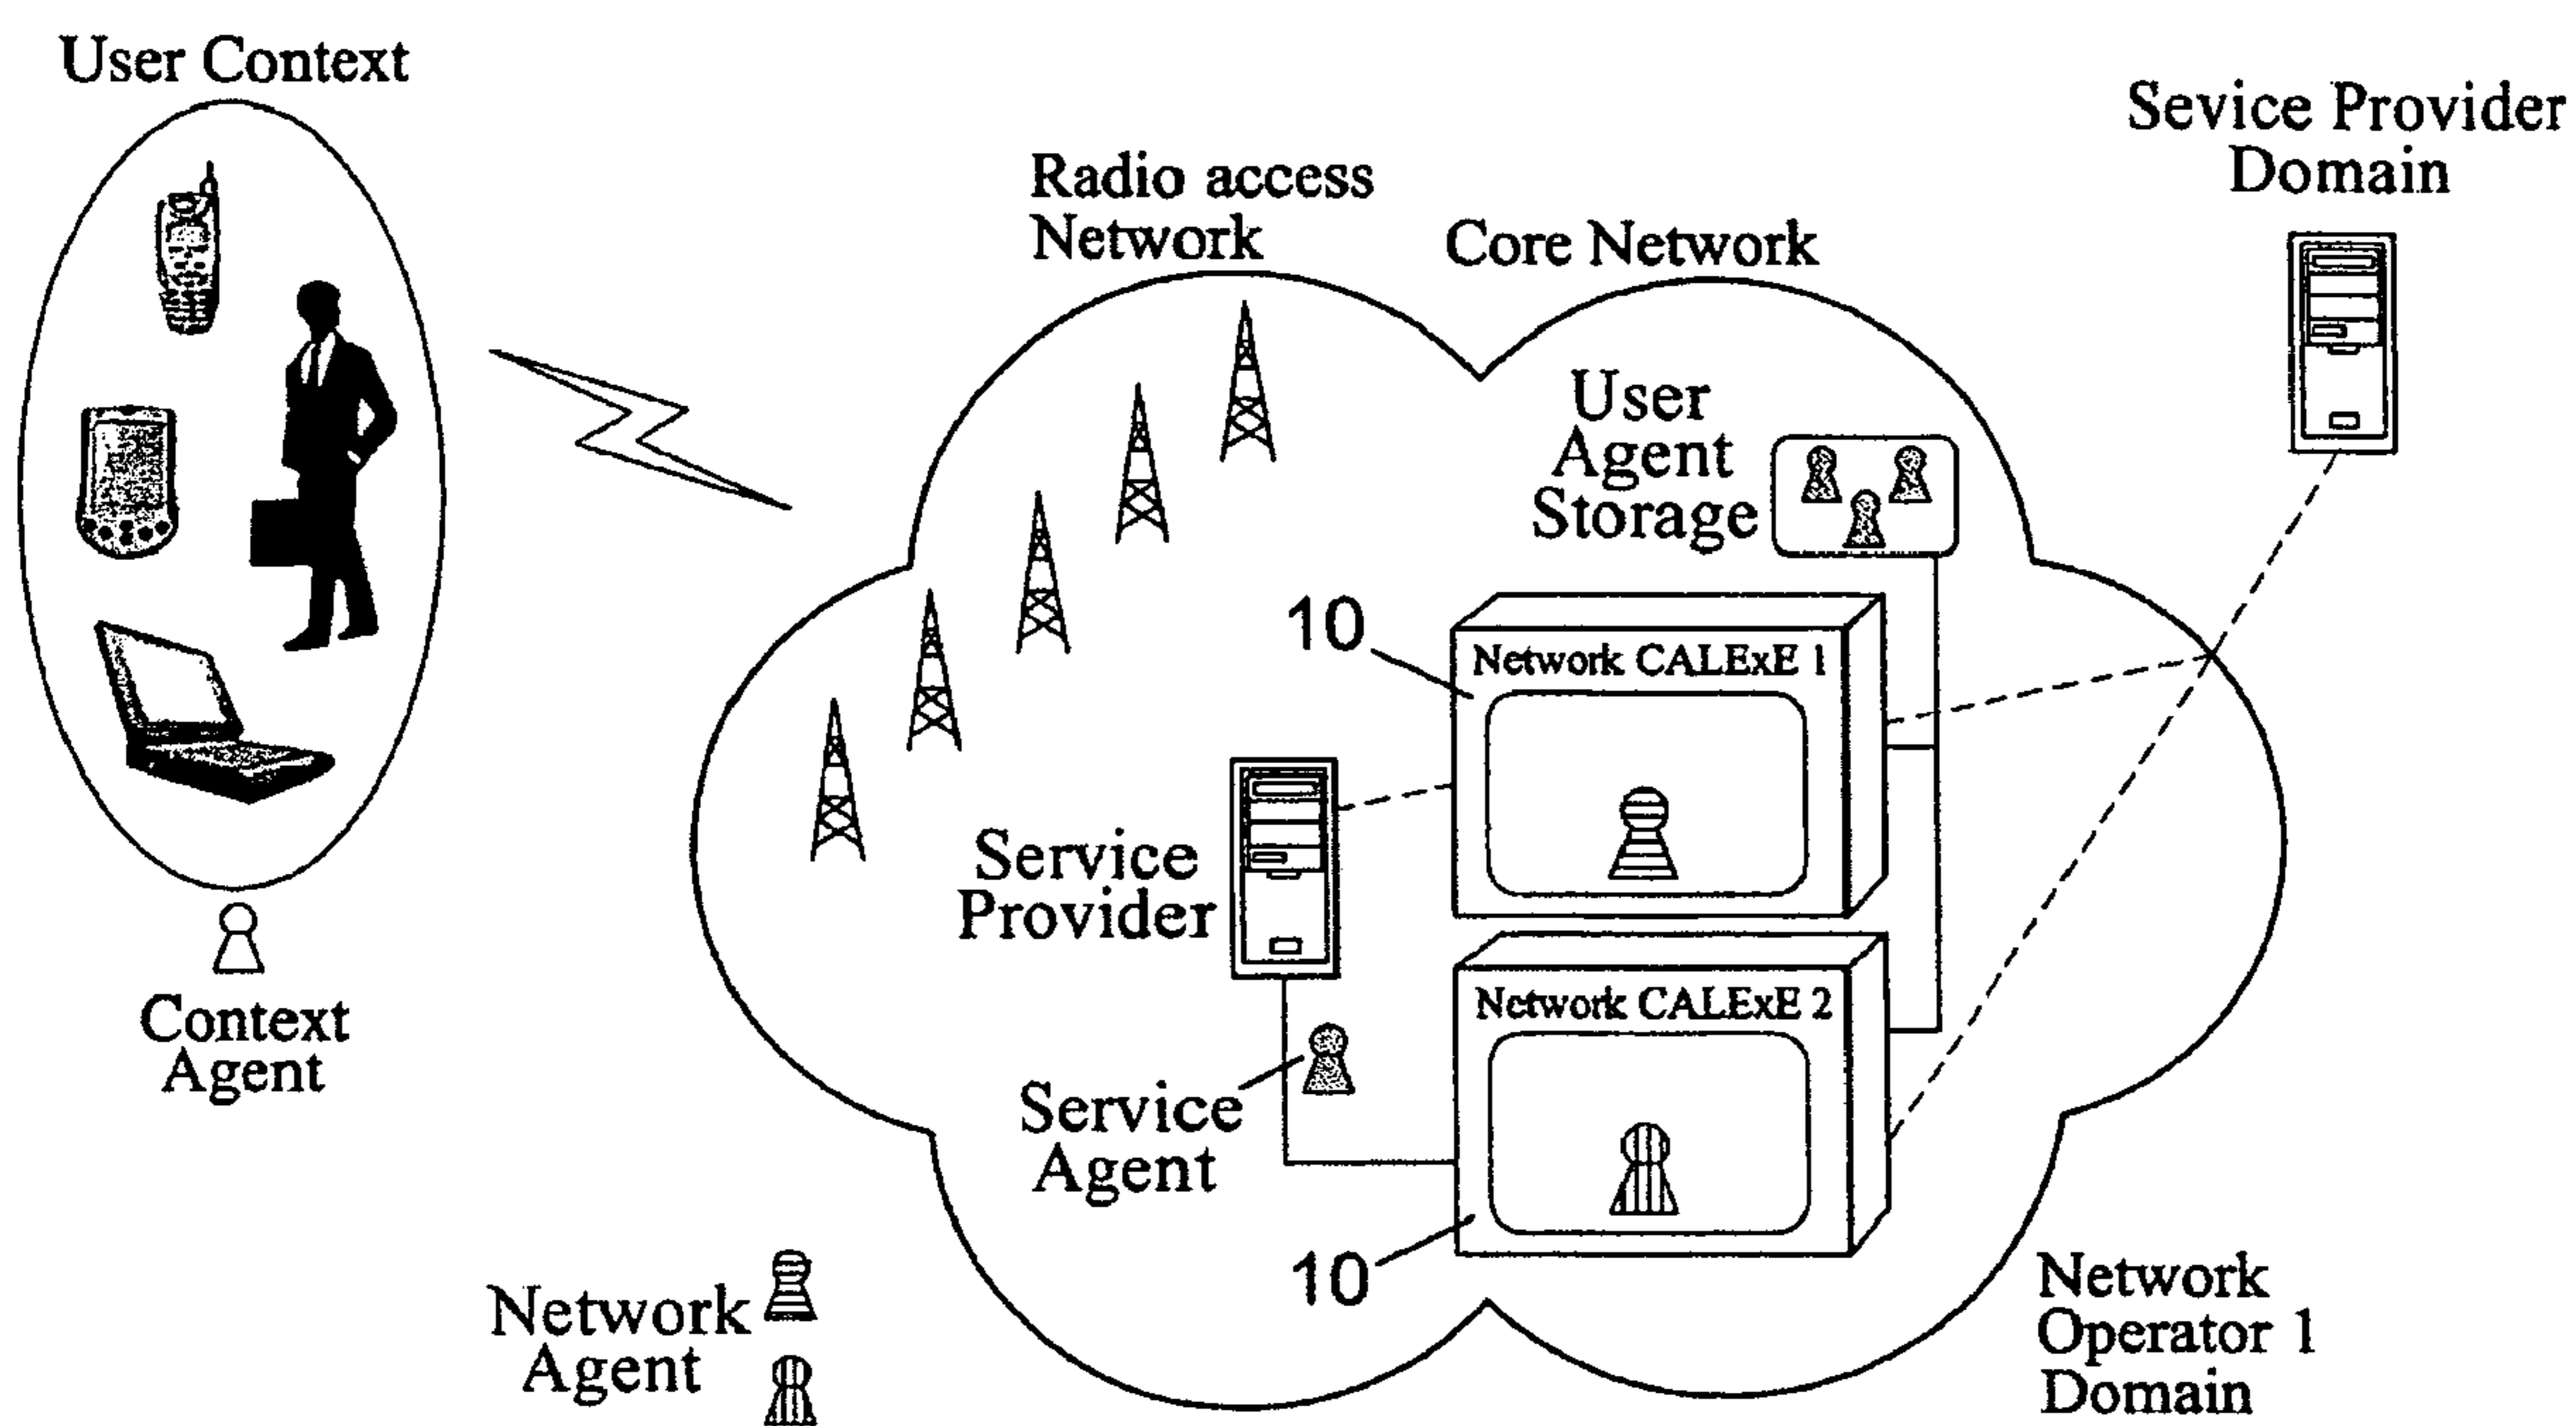 User Context
Sevice Provider
Domain
Radio access
Network
Core Network
User
Agent
Storage
10
Network CALExE 1
Service
Provider
Context
Agent
Network CALExE 2
Service
Agent
10
Network
Agent
Network
Operator 1
Domain